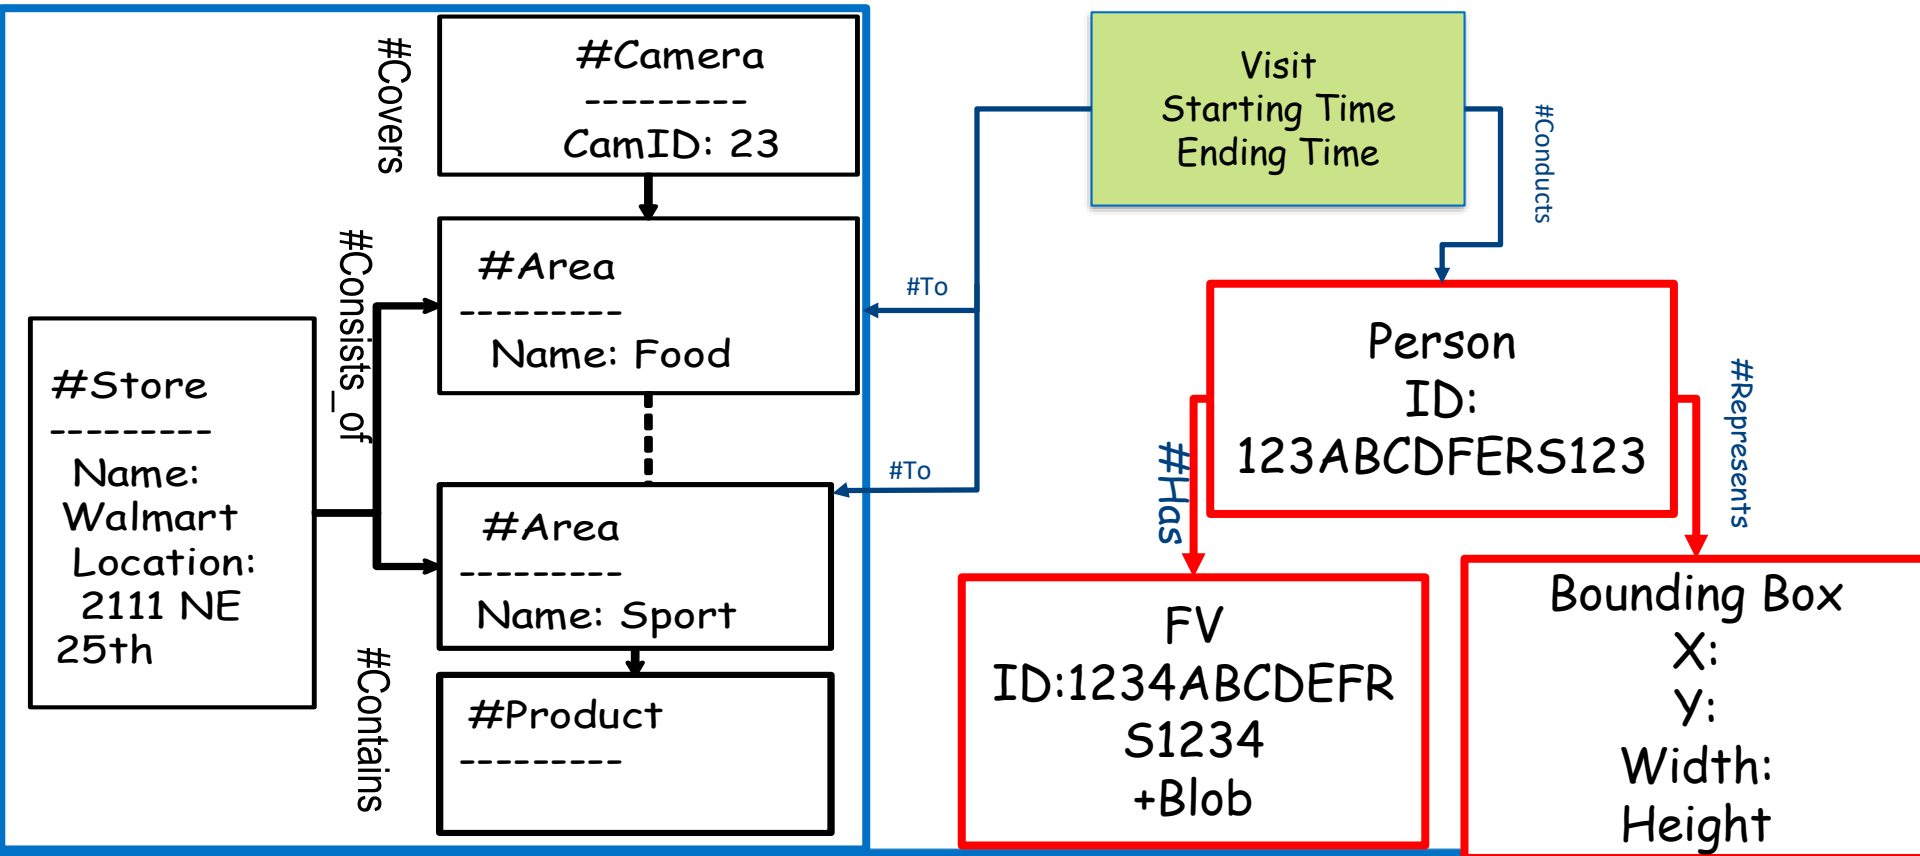 #Covers
#Camera
---------
CamID: 23
#Consists_of
#Area
---------
Name: Food
#Store
---------
Name:
Walmart
Location:
2111 NE
25th
#Area
---------
Name: Sport
#Contains
#Product
---------
Visit
Starting Time
Ending Time
#Conducts
#To
#To
Person
ID:
123ABCDFERS123
#Has
#Represents
FV
ID:1234ABCDEFR
S1234
+Blob
Bounding Box
X:
Y:
Width:
Height